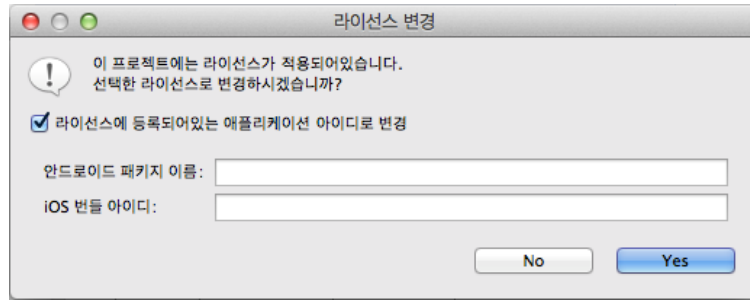 라이선스 변경
이 프로젝트에는 라이선스가 적용되어있습니다.
선택한 라이선스로 변경하시겠습니까?
라이선스에 등록되어있는 애플리케이션 아이디로 변경
안드로이드 패키지 이름:
iOS 번들 아이디:
No Yes